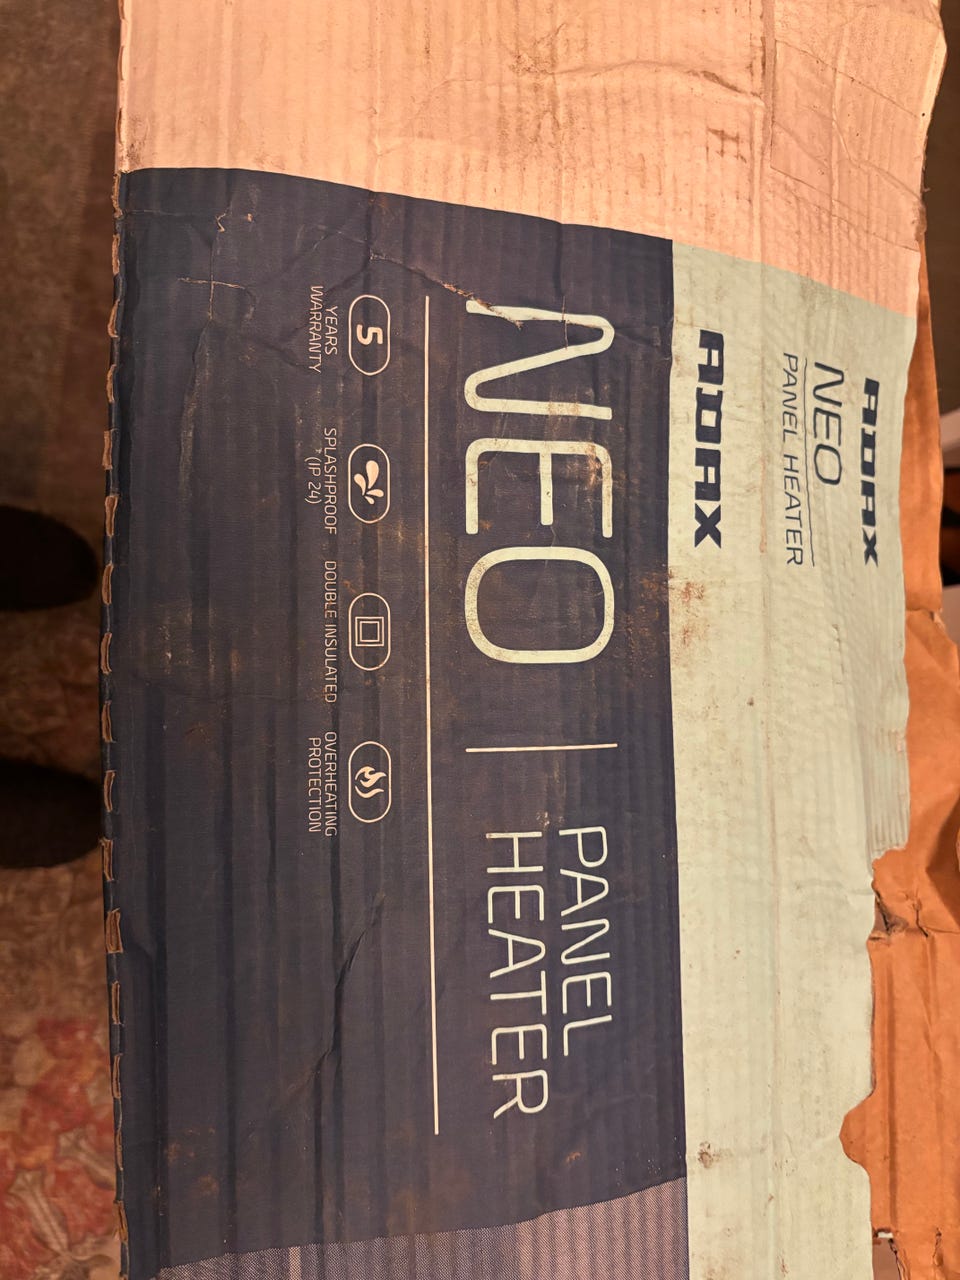 ADAX
NEO
PANEL HEATER
ADAX
NEO
PANEL
HEATER
5
YEARS
WARRANTY
SPLASHPROOF
*(IP 24)
DOUBLE INSULATED
OVERHEATING
PROTECTION